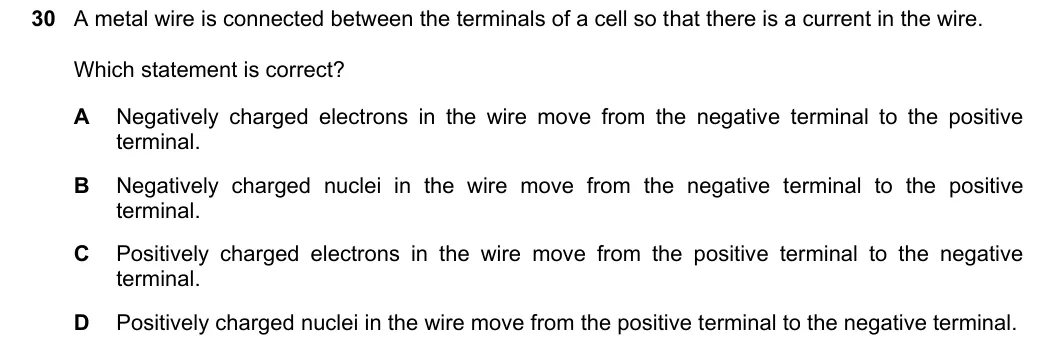 30 A metal wire is connected between the terminals of a cell so that there is a current in the wire.
Which statement is correct?
A Negatively charged electrons in the wire move from the negative terminal to the positive
terminal.
B Negatively charged nuclei in the wire move from the negative terminal to the positive
terminal.
C Positively charged electrons in the wire move from the positive terminal to the negative
terminal.
D Positively charged nuclei in the wire move from the positive terminal to the negative terminal.